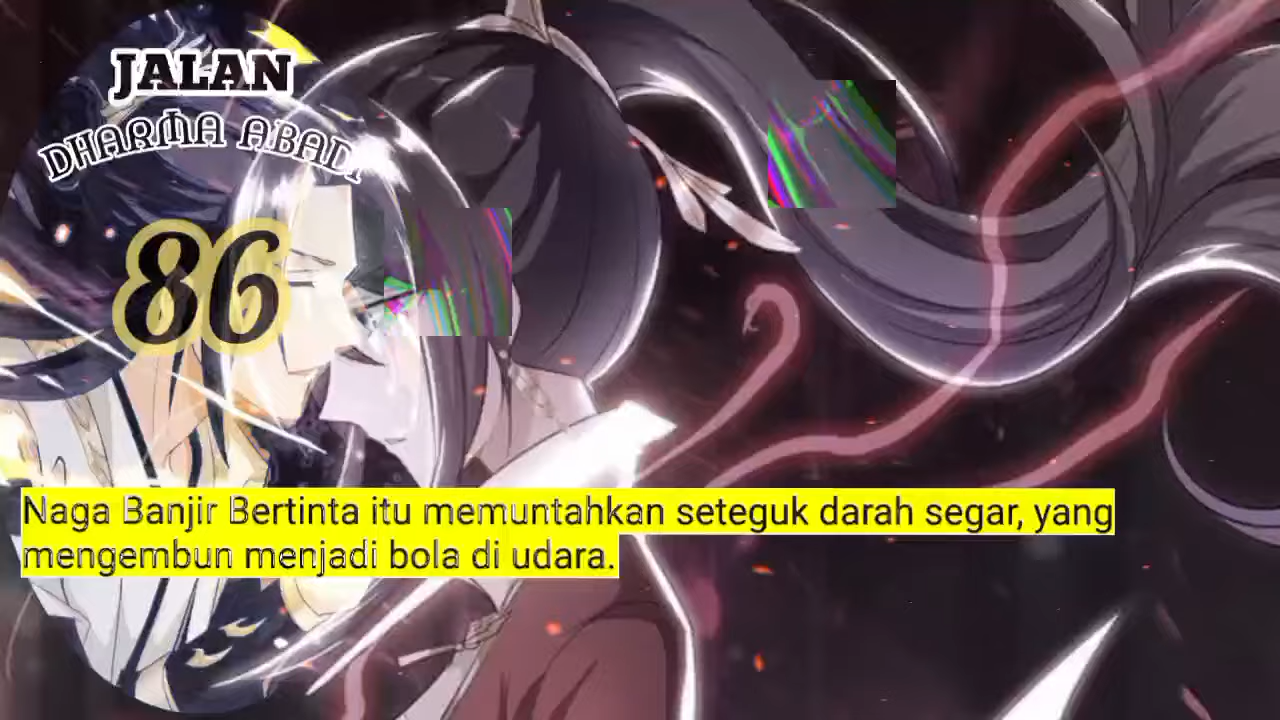 JALAN
DHARMA ABADI
86
Naga Banjir Bertinta itu memuntahkan seteguk darah segar, yang
mengembun menjadi bola di udara.